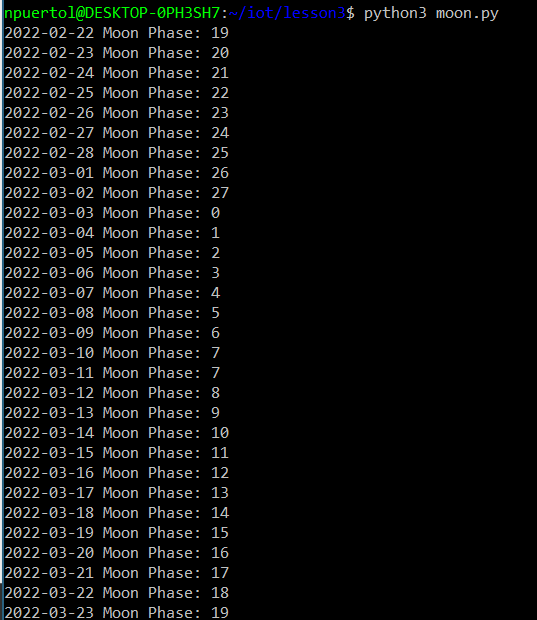 npuertol@DESKTOP-0PH3SH7:~/iot/lesson3$ python3 moon.py
2022-02-22 Moon Phase: 19
2022-02-23 Moon Phase: 20
2022-02-24 Moon Phase: 21
2022-02-25 Moon Phase: 22
2022-02-26 Moon Phase: 23
2022-02-27 Moon Phase: 24
2022-02-28 Moon Phase: 25
2022-03-01 Moon Phase: 26
2022-03-02 Moon Phase: 27
2022-03-03 Moon Phase: 0
2022-03-04 Moon Phase: 1
2022-03-05 Moon Phase: 2
2022-03-06 Moon Phase: 3
2022-03-07 Moon Phase: 4
2022-03-08 Moon Phase: 5
2022-03-09 Moon Phase: 6
2022-03-10 Moon Phase: 7
2022-03-11 Moon Phase: 7
2022-03-12 Moon Phase: 8
2022-03-13 Moon Phase: 9
2022-03-14 Moon Phase: 10
2022-03-15 Moon Phase: 11
2022-03-16 Moon Phase: 12
2022-03-17 Moon Phase: 13
2022-03-18 Moon Phase: 14
2022-03-19 Moon Phase: 15
2022-03-20 Moon Phase: 16
2022-03-21 Moon Phase: 17
2022-03-22 Moon Phase: 18
2022-03-23 Moon Phase: 19